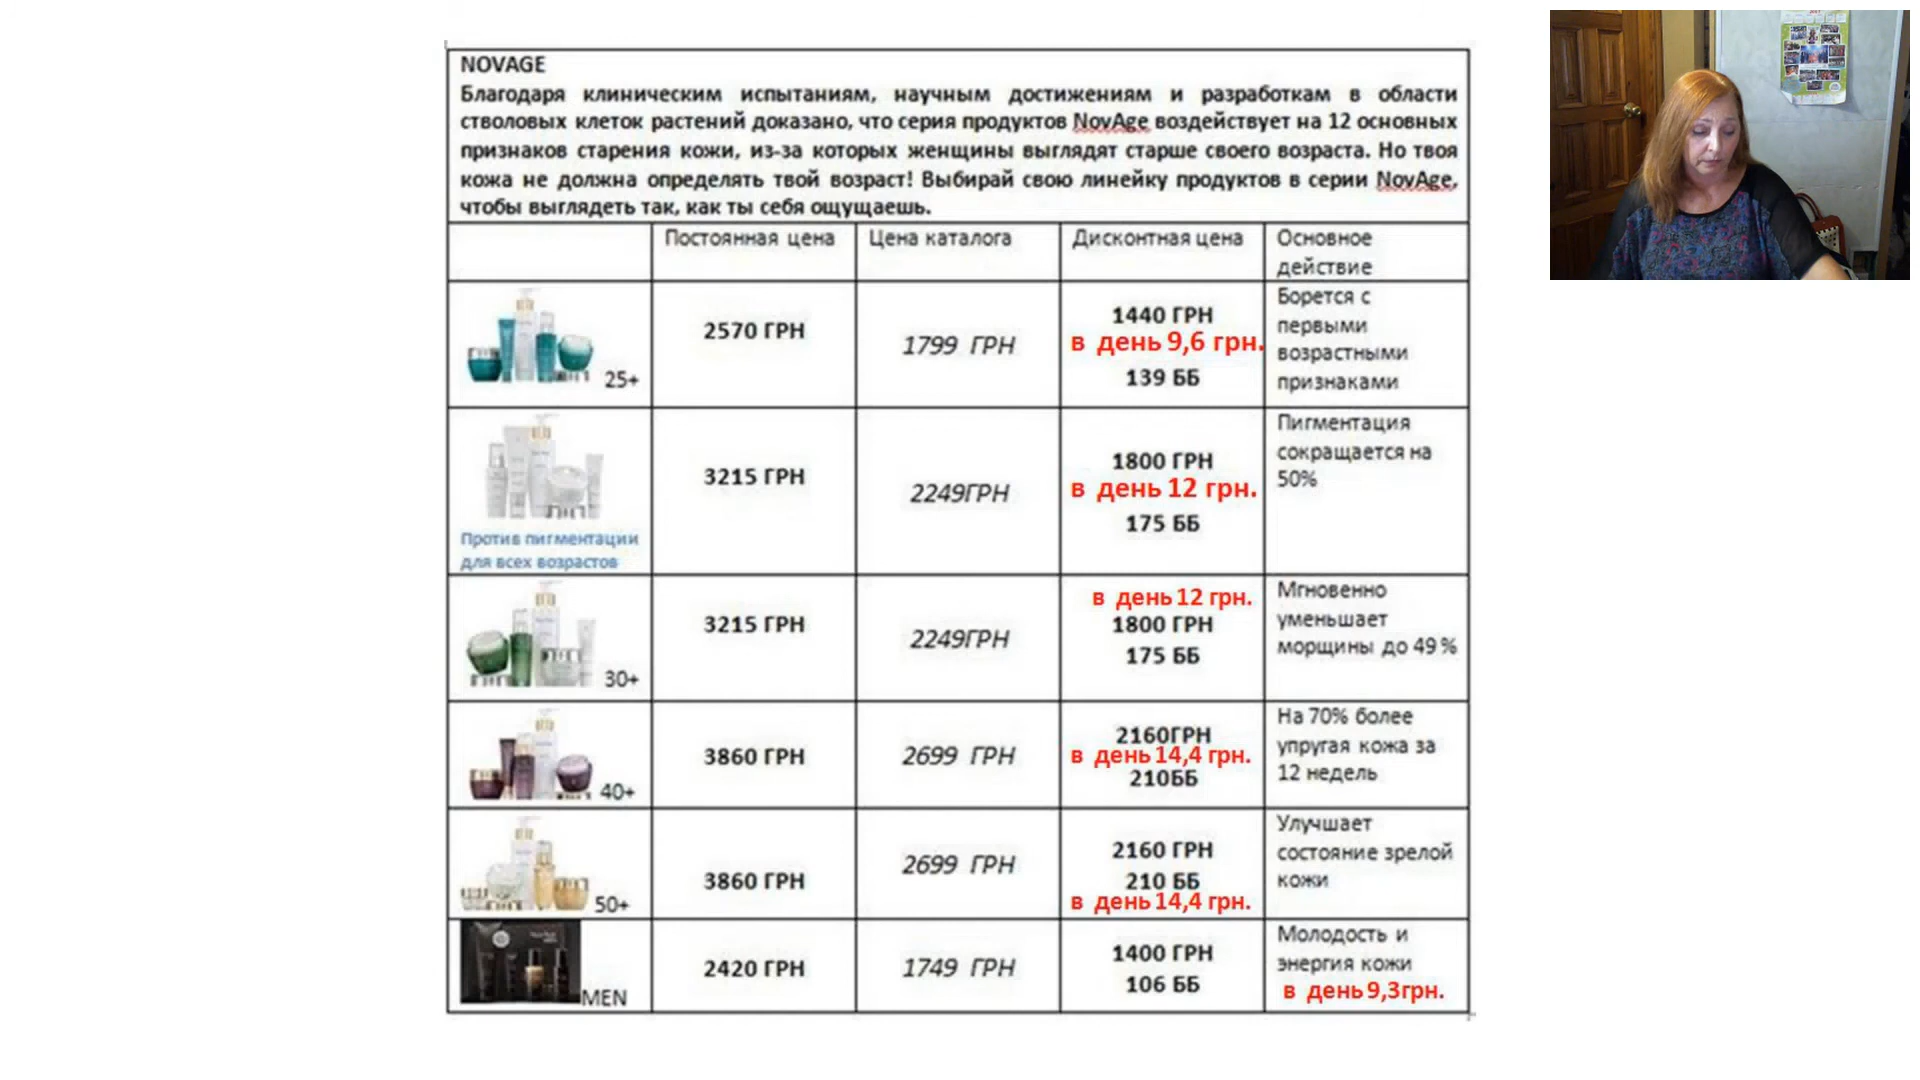 NOVAGE
Благодаря клиническим испытаниям, научным достижениям и разработкам в области
стволовых клеток растений доказано, что серия продуктов NovAge воздействует на 12 основных
признаков старения кожи, из-за которых женщины выглядят старше своего возраста. Но твоя
кожа не должна определять твой возраст! Выбирай свою линейку продуктов в серии NovAge,
чтобы выглядеть так, как ты себя ощущаешь.
Постоянная цена
Цена каталога
Дисконтная цена
Основное
действие
25+
2570 ГРН
1799 ГРН
1440 ГРН
в день 9,6 грн.
139 ББ
Борется с
первыми
возрастными
признаками
Против пигментации
для всех возрастов
3215 ГРН
2249ГРН
1800 ГРН
в день 12 грн.
175 ББ
Пигментация
сокращается на
50%
30+
3215 ГРН
2249ГРН
в день 12 грн.
1800 ГРН
175 ББ
Мгновенно
уменьшает
морщины до 49 %
40+
3860 ГРН
2699 ГРН
2160ГРН
в день 14,4 грн.
210ББ
На 70% более
упругая кожа за
12 недель
50+
3860 ГРН
2699 ГРН
2160 ГРН
210 ББ
в день 14,4 грн.
Улучшает
состояние зрелой
кожи
MEN
2420 ГРН
1749 ГРН
1400 ГРН
106 ББ
Молодость и
энергия кожи
в день 9,3грн.